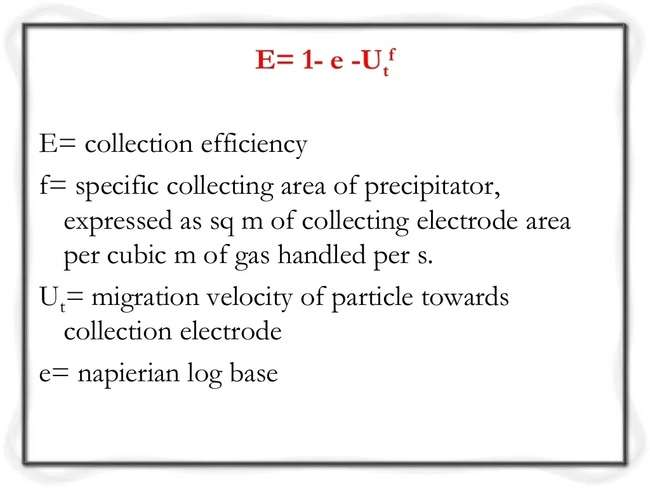 E= 1- e -Utf
E= collection efficiency
f= specific collecting area of precipitator,
expressed as sq m of collecting electrode area
per cubic m of gas handled per s.
Ut= migration velocity of particle towards
collection electrode
e= napierian log base